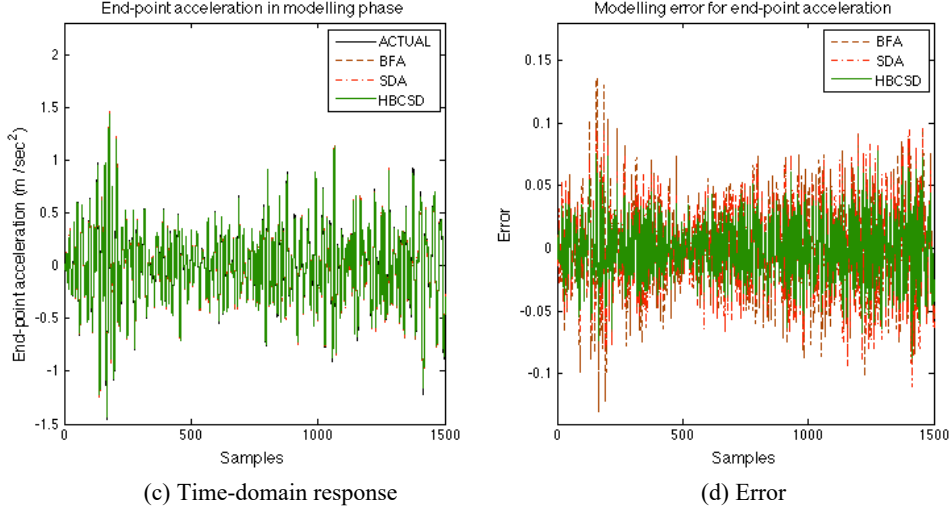 End-point acceleration in modelling phase
2
1.5
1
0.5
0
-0.5
-1
-1.5
End-point acceleration (m /sec²)
ACTUAL
BFA
SDA
HBCSD
0
500
1000
1500
Samples
(c) Time-domain response
Modelling error for end-point acceleration
0.15
0.1
0.05
0
-0.05
-0.1
Error
BFA
SDA
HBCSD
0
500
1000
1500
Samples
(d) Error